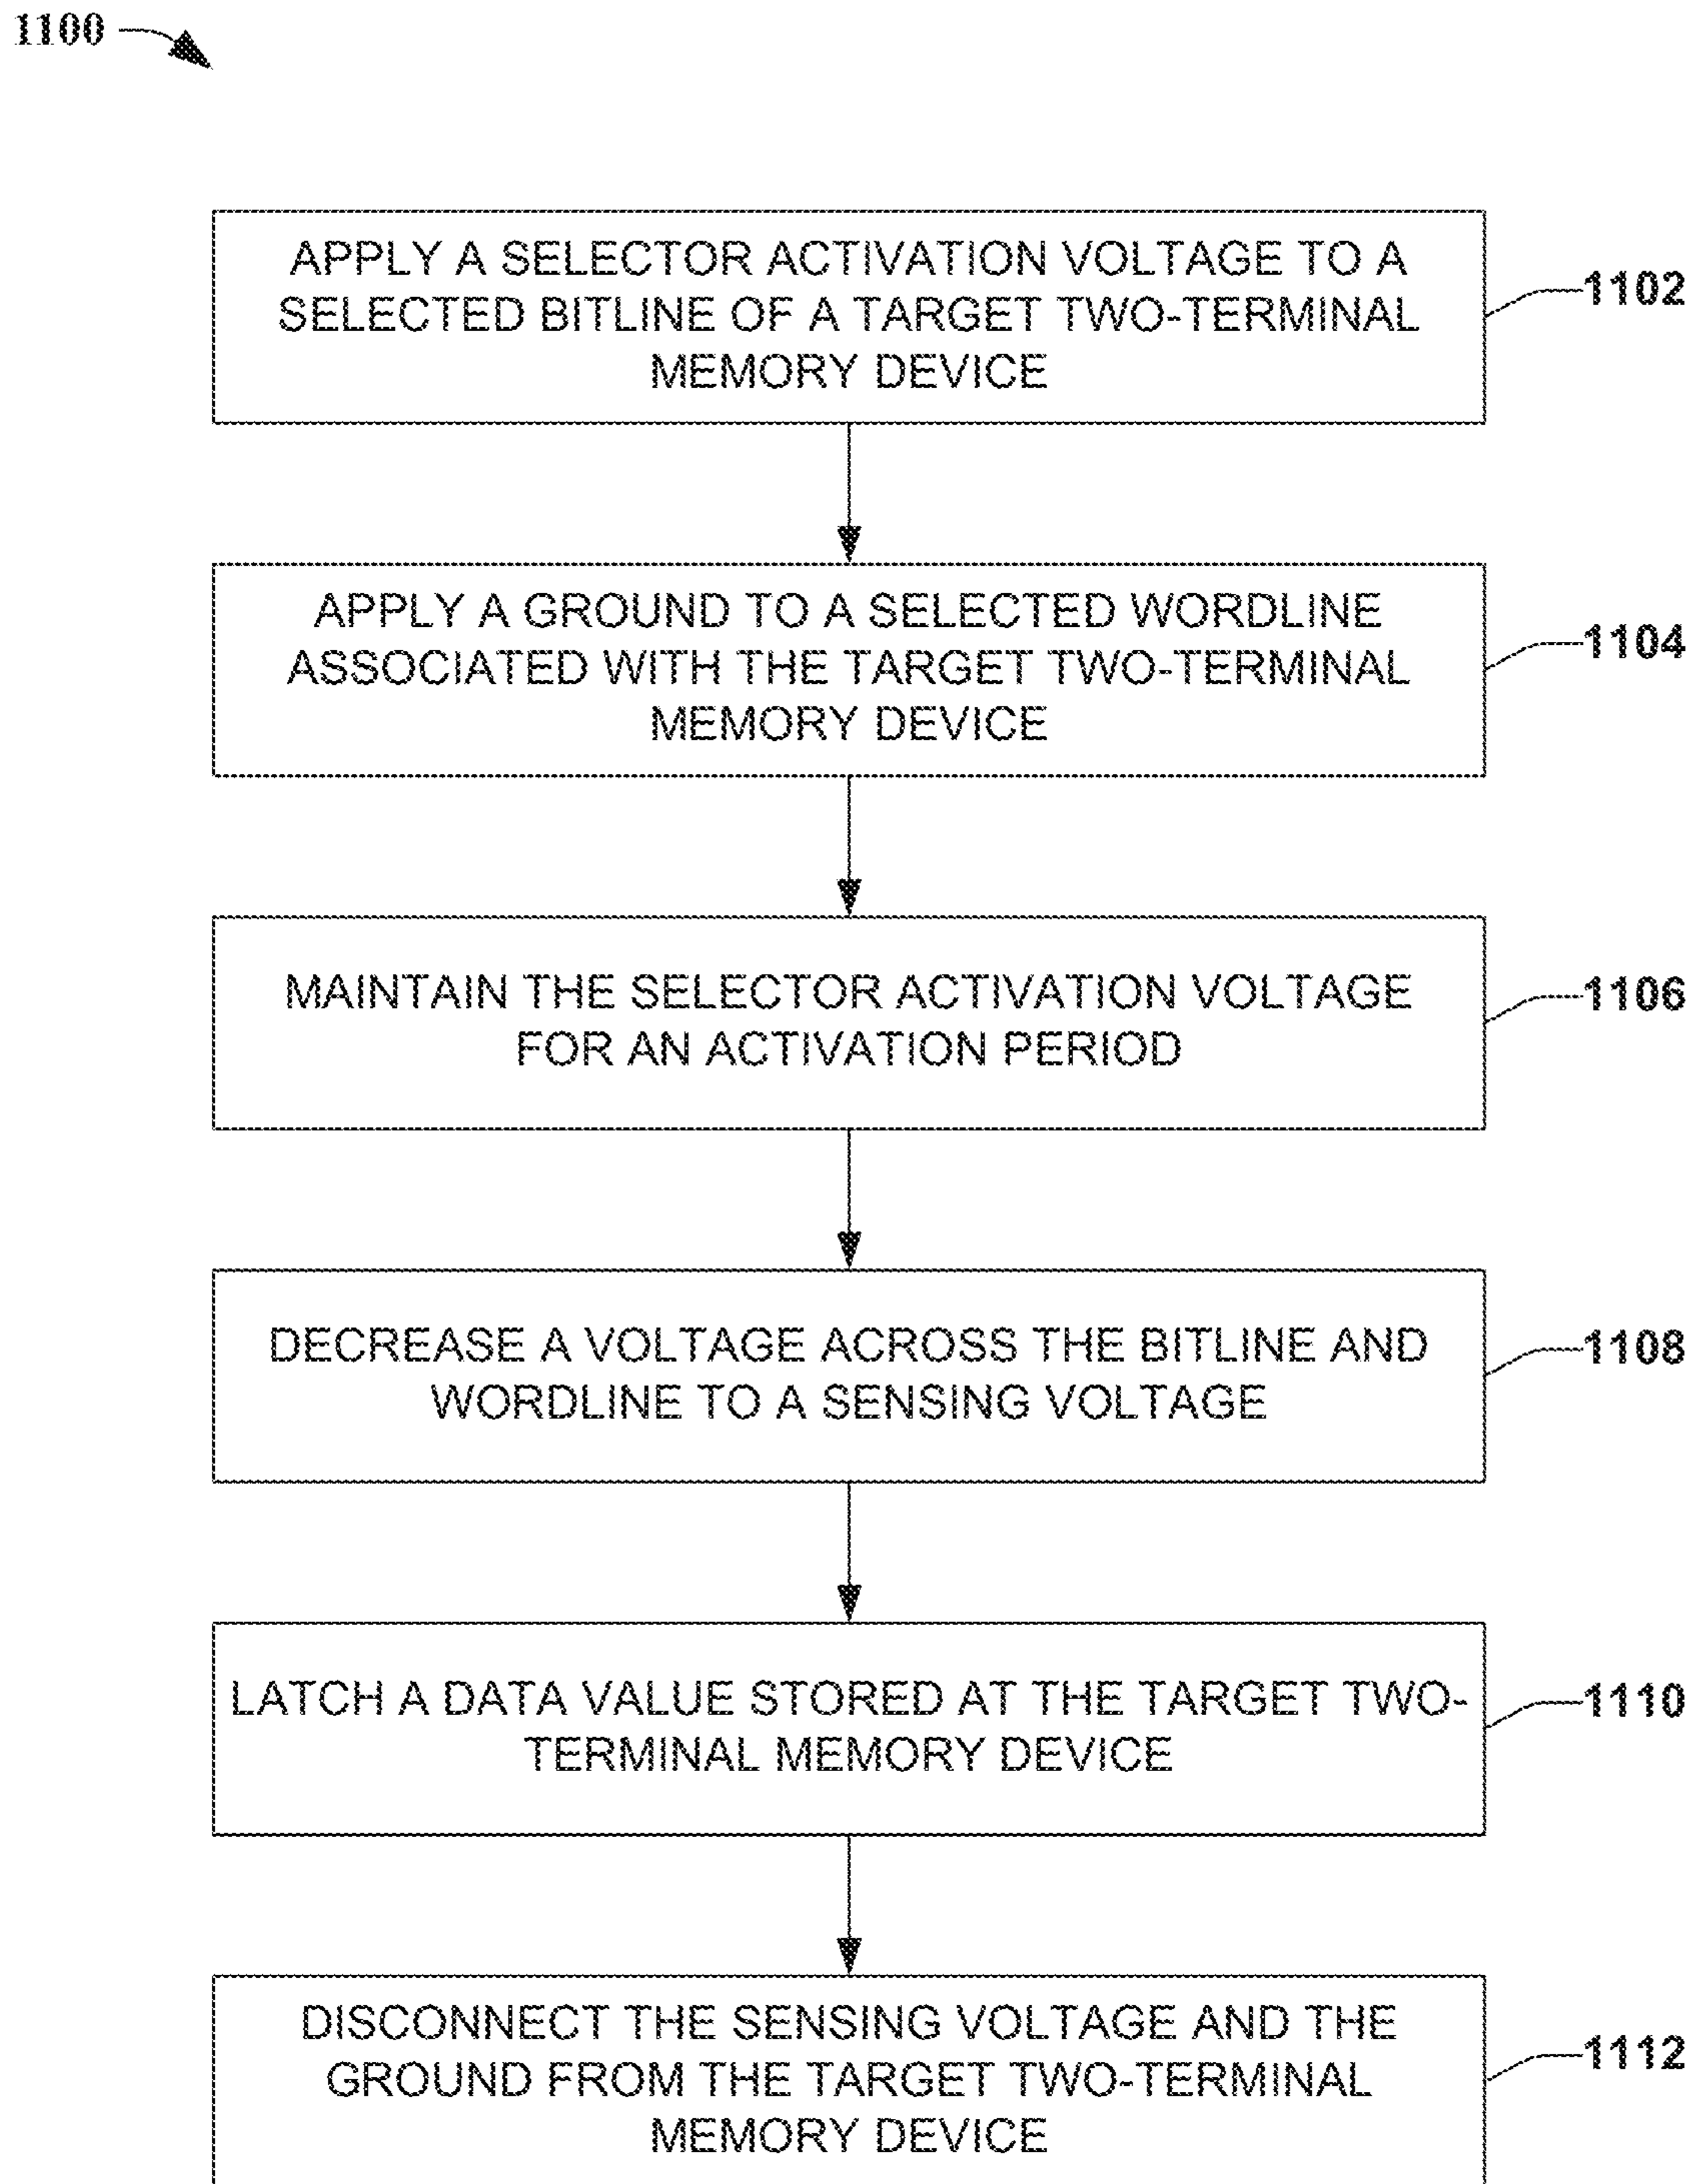 1100
APPLY A SELECTOR ACTIVATION VOLTAGE TO A
SELECTED BITLINE OF A TARGET TWO-TERMINAL
MEMORY DEVICE
1102
APPLY A GROUND TO A SELECTED WORDLINE
ASSOCIATED WITH THE TARGET TWO-TERMINAL
MEMORY DEVICE
1104
MAINTAIN THE SELECTOR ACTIVATION VOLTAGE
FOR AN ACTIVATION PERIOD
1106
DECREASE A VOLTAGE ACROSS THE BITLINE AND
WORDLINE TO A SENSING VOLTAGE
1108
LATCH A DATA VALUE STORED AT THE TARGET TWO-
TERMINAL MEMORY DEVICE
1110
DISCONNECT THE SENSING VOLTAGE AND THE
GROUND FROM THE TARGET TWO-TERMINAL
MEMORY DEVICE
1112